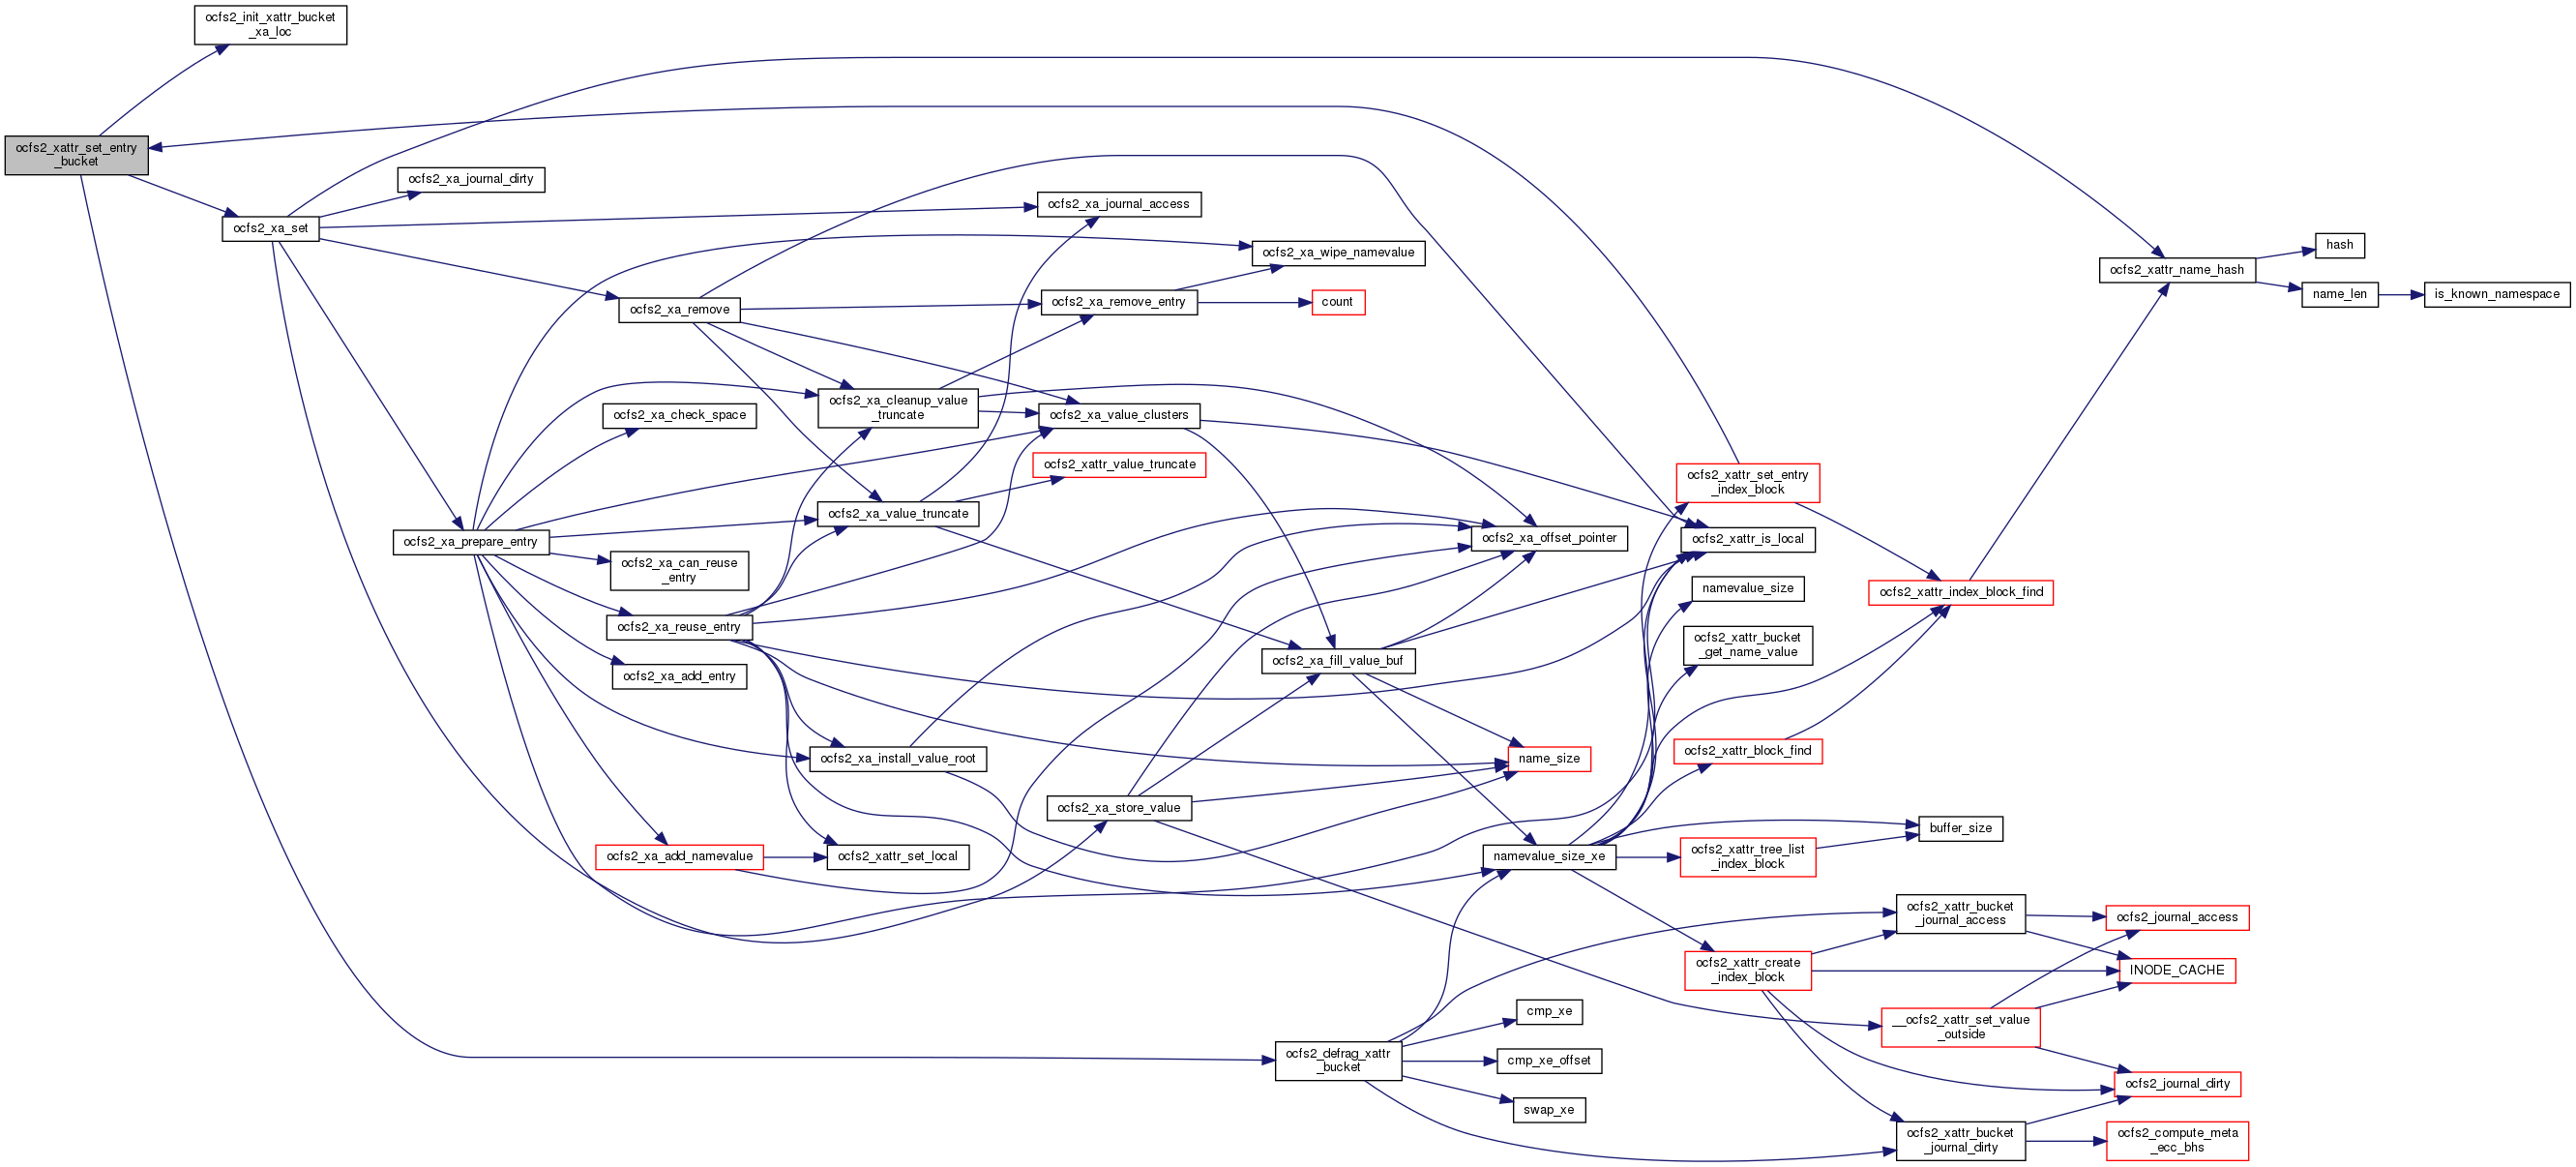 ocfs2_init_xattr_bucket
_xa_loc
ocfs2_xattr_set_entry
_bucket
ocfs2_xa_set
ocfs2_xa_journal_dirty
ocfs2_xa_journal_access
ocfs2_xa_wipe_namevalue
ocfs2_xa_remove
ocfs2_xa_remove_entry
count
ocfs2_xattr_name_hash
hash
name_len
is_known_namespace
ocfs2_xa_cleanup_value
_truncate
ocfs2_xa_check_space
ocfs2_xa_value_clusters
ocfs2_xattr_value_truncate
ocfs2_xattr_set_entry
_index_block
ocfs2_xa_value_truncate
ocfs2_xa_prepare_entry
ocfs2_xa_offset_pointer
ocfs2_xattr_is_local
ocfs2_xa_can_reuse
_entry
namevalue_size
ocfs2_xattr_index_block_find
ocfs2_xa_reuse_entry
ocfs2_xattr_bucket
_get_name_value
ocfs2_xa_fill_value_buf
ocfs2_xa_add_entry
ocfs2_xa_install_value_root
name_size
ocfs2_xattr_block_find
ocfs2_xa_store_value
buffer_size
ocfs2_xa_add_namevalue
ocfs2_xattr_set_local
namevalue_size_xe
ocfs2_xattr_tree_list
_index_block
ocfs2_xattr_bucket
_journal_access
ocfs2_journal_access
ocfs2_xattr_create
_index_block
INODE_CACHE
cmp_xe
__ocfs2_xattr_set_value
_outside
ocfs2_defrag_xattr
_bucket
cmp_xe_offset
ocfs2_journal_dirty
swap_xe
ocfs2_xattr_bucket
_journal_dirty
ocfs2_compute_meta
_ecc_bhs